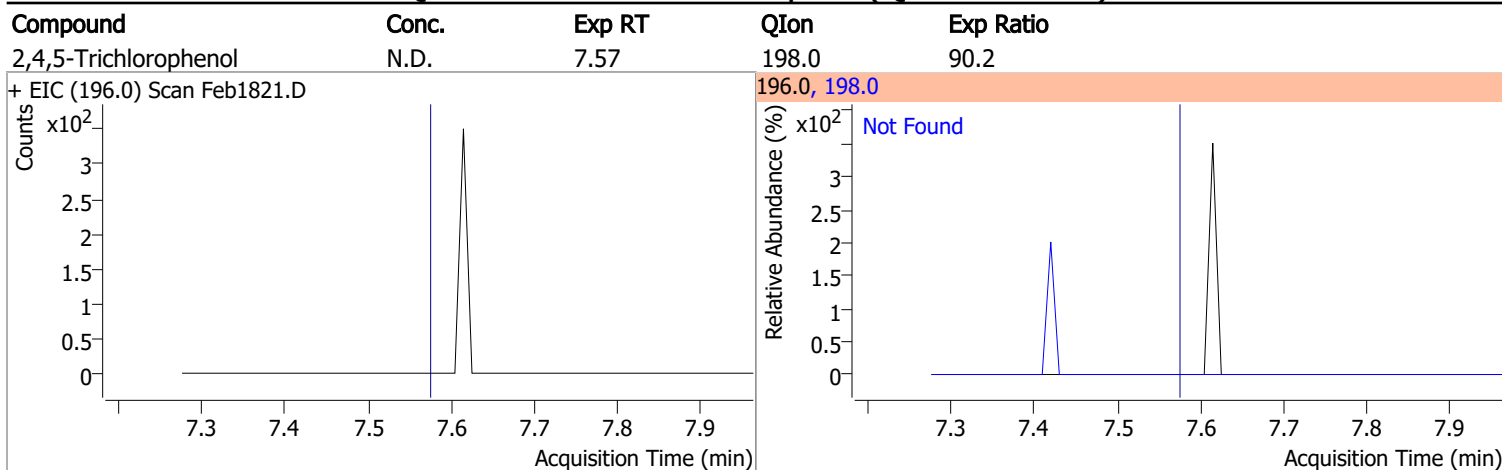 Compound Conc. Exp RT QIon Exp Ratio
2,4,5-Trichlorophenol N.D. 7.57 198.0 90.2
+ EIC (196.0) Scan Feb1821.D
Counts
x10²
3
2.5
2
1.5
1
0.5
0
7.3 7.4 7.5 7.6 7.7 7.8 7.9
Acquisition Time (min)
196.0, 198.0
Relative Abundance (%)
x10²
Not Found
3
2.5
2
1.5
1
0.5
0
7.3 7.4 7.5 7.6 7.7 7.8 7.9
Acquisition Time (min)